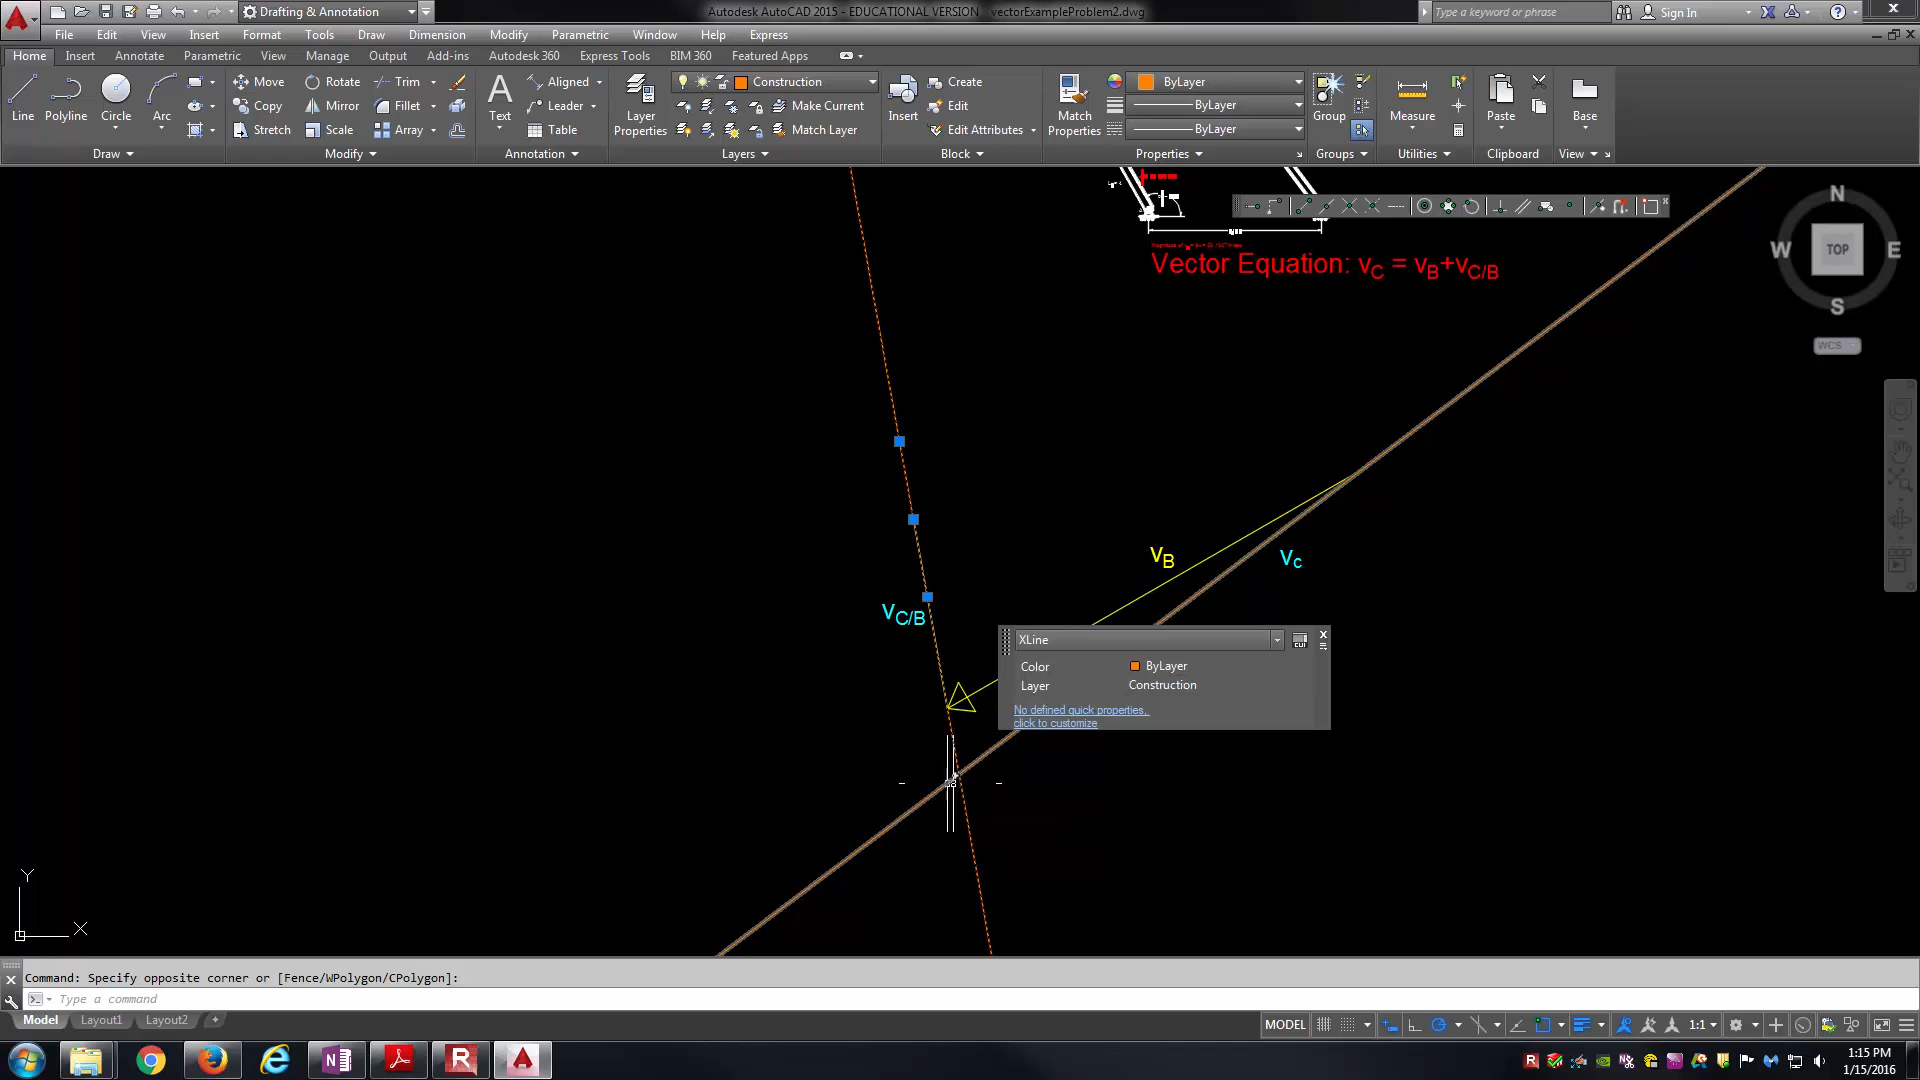 Drafting & Annotation
Autodesk AutoCAD 2015 - EDUCATIONAL VERSION vectorExampleProblem2.dwg
Type a keyword or phrase
Sign In
File Edit View Insert Format Tools Draw Dimension Modify Parametric Window Help Express
Home Insert Annotate Parametric View Manage Output Add-ins Autodesk 360 Express Tools BIM 360 Featured Apps
Line Polyline Circle Arc
Move Rotate Trim
Copy Mirror Fillet
Stretch Scale Array
Text
Aligned
Leader
Table
Layer Properties
Construction
Make Current
Match Layer
Insert
Create
Edit
Edit Attributes
Match Properties
ByLayer
ByLayer
ByLayer
Group
Measure
Paste
Base
Draw Modify Annotation Layers Block Properties Groups Utilities Clipboard View
N
W TOP E
S
WCS
Vector Equation: vC = vB+vC/B
vB
vc
vC/B
XLine
Color ByLayer
Layer Construction
No defined quick properties,
click to customize
Y
X
Command: Specify opposite corner or [Fence/WPolygon/CPolygon]:
Type a command
Model Layout1 Layout2 +
MODEL
1:1
1:15 PM
1/15/2016